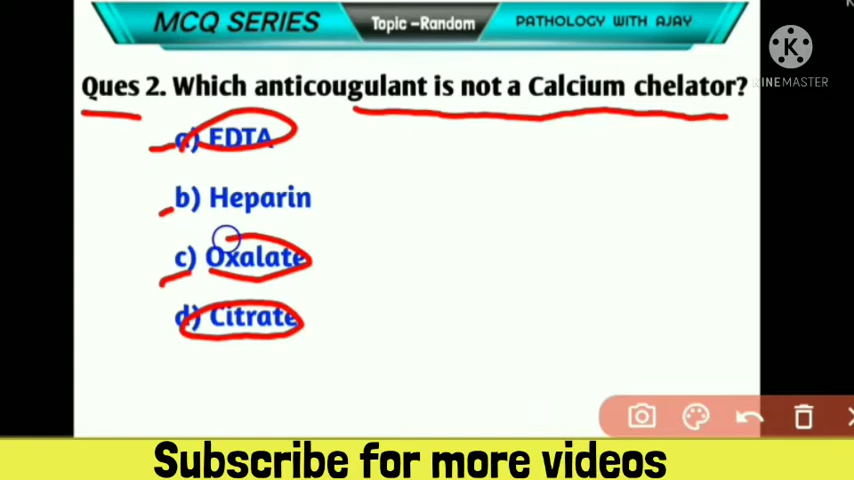 MCQ SERIES
Topic –Random
PATHOLOGY WITH AJAY
K
KINEMASTER
Ques 2. Which anticougulant is not a Calcium chelator?
a) EDTA
b) Heparin
c) Oxalate
d) Citrate
Subscribe for more videos